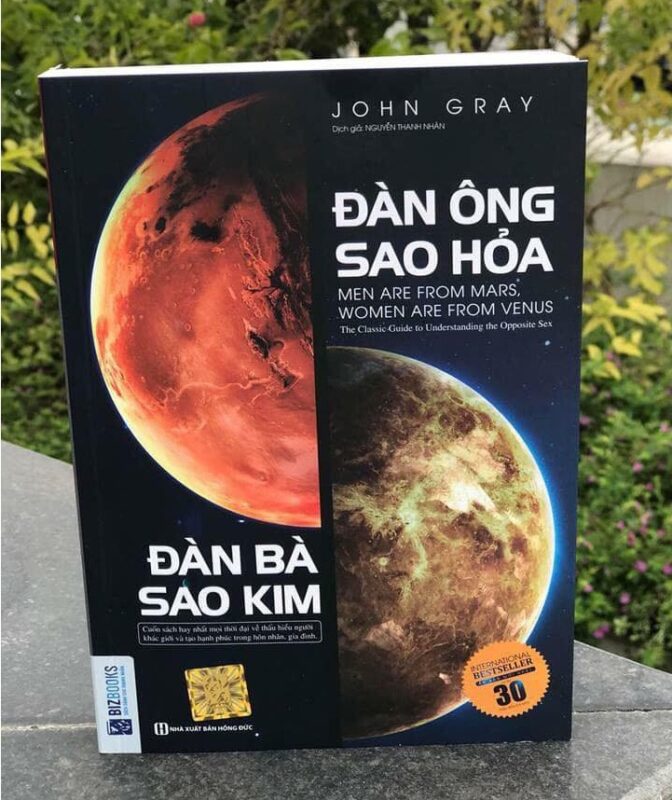 JOHN GRAY
Dịch giả: NGUYỄN THANH NHÂN
ĐÀN ÔNG
SAO HỎA
MEN ARE FROM MARS,
WOMEN ARE FROM VENUS
The Classic Guide to Understanding the Opposite Sex
ĐÀN BÀ
SAO KIM
Cuốn sách hay nhất mọi thời đại về thấu hiểu người
khác giới và tạo hạnh phúc trong hôn nhân, gia đình.
BIZBOOKS
NHÀ XUẤT BẢN HỒNG ĐỨC
INTERNATIONAL
BESTSELLER
30